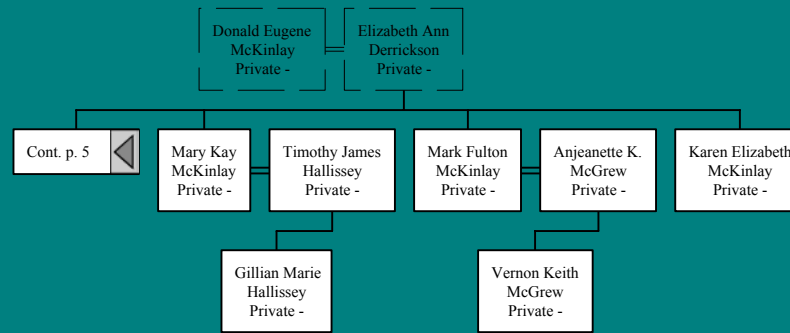 Donald Eugene
McKinlay
Private -
Elizabeth Ann
Derrickson
Private -
Cont. p. 5
Mary Kay
McKinlay
Private -
Timothy James
Hallissey
Private -
Mark Fulton
McKinlay
Private -
Anjeanette K.
McGrew
Private -
Karen Elizabeth
McKinlay
Private -
Gillian Marie
Hallissey
Private -
Vernon Keith
McGrew
Private -